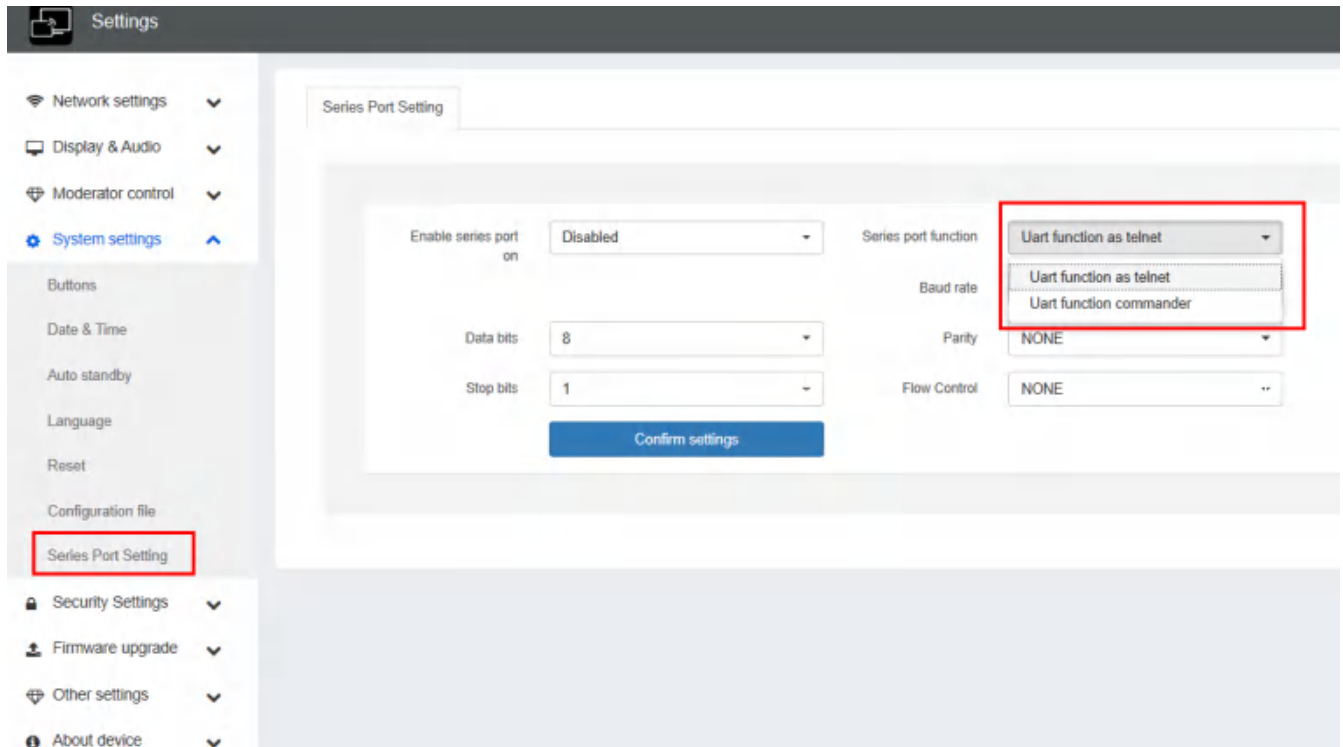 Settings
Network settings
Display & Audio
Moderator control
System settings
Buttons
Date & Time
Auto standby
Language
Reset
Configuration file
Series Port Setting
Security Settings
Firmware upgrade
Other settings
About device
Series Port Setting
Enable series port on
Disabled
Series port function
Uart function as telnet
Uart function as telnet
Uart function commander
Baud rate
Data bits
8
Parity
NONE
Stop bits
1
Flow Control
NONE
Confirm settings